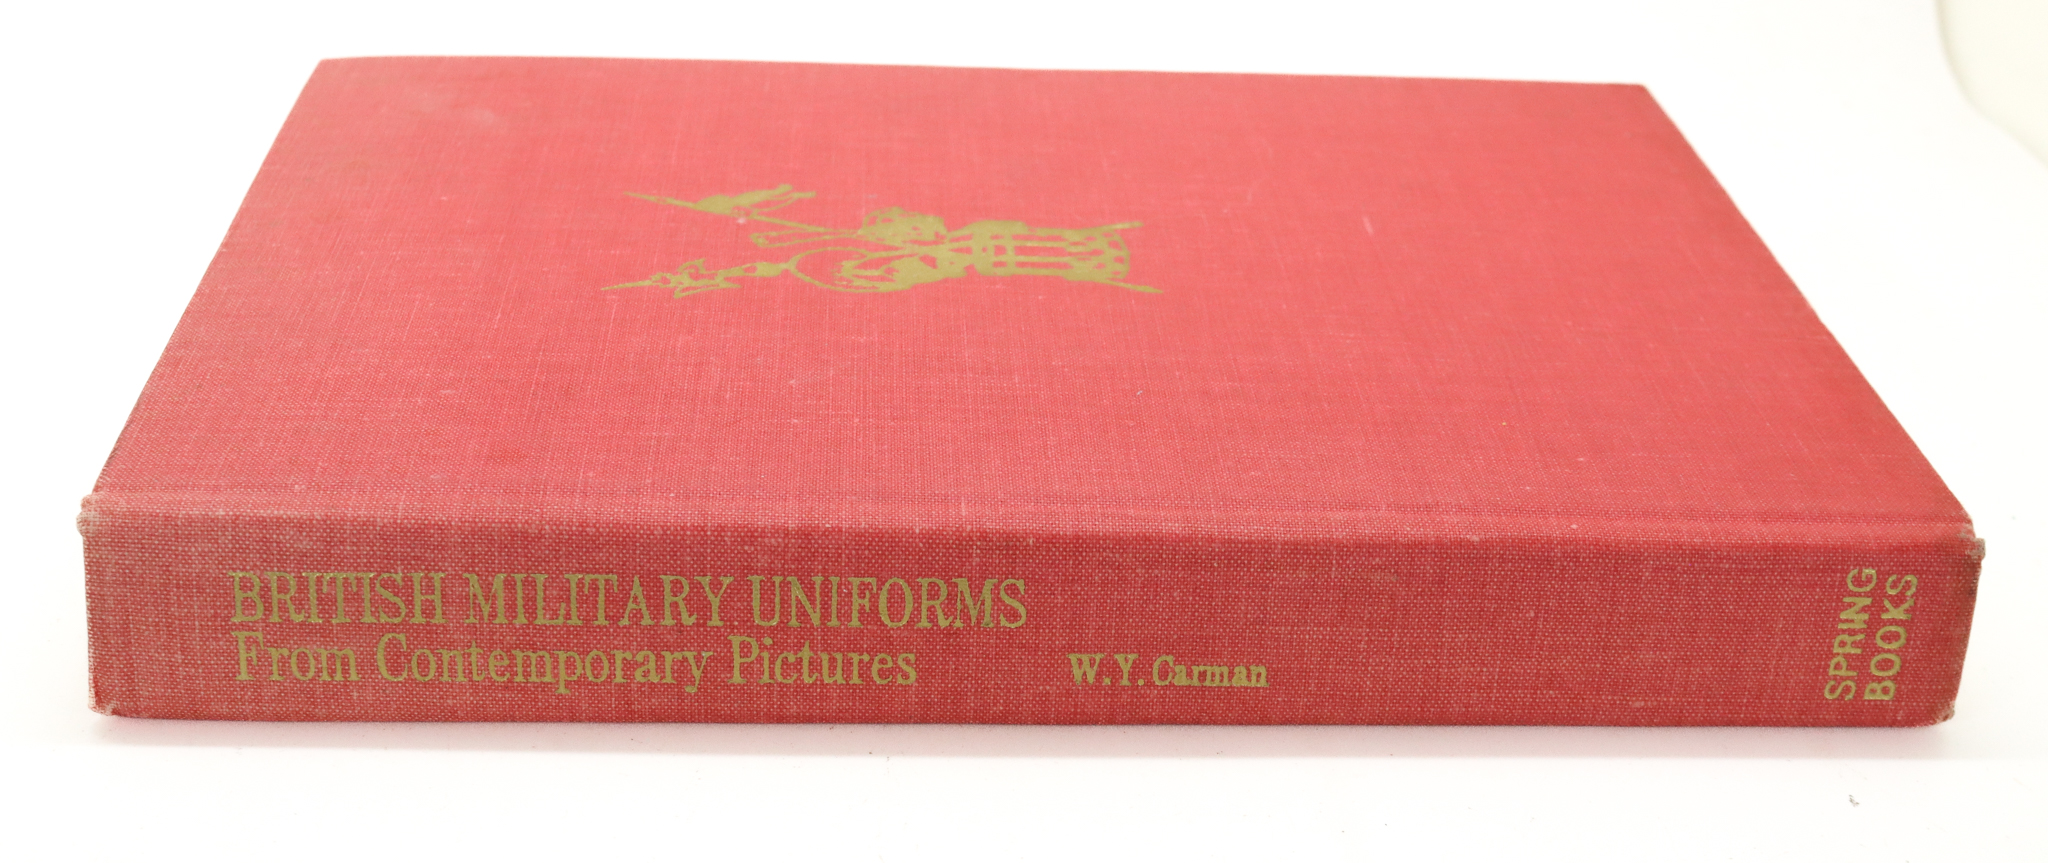 BRITISH MILITARY UNIFORMS
From Contemporary Pictures
W.Y. Carman
SPRING
BOOKS